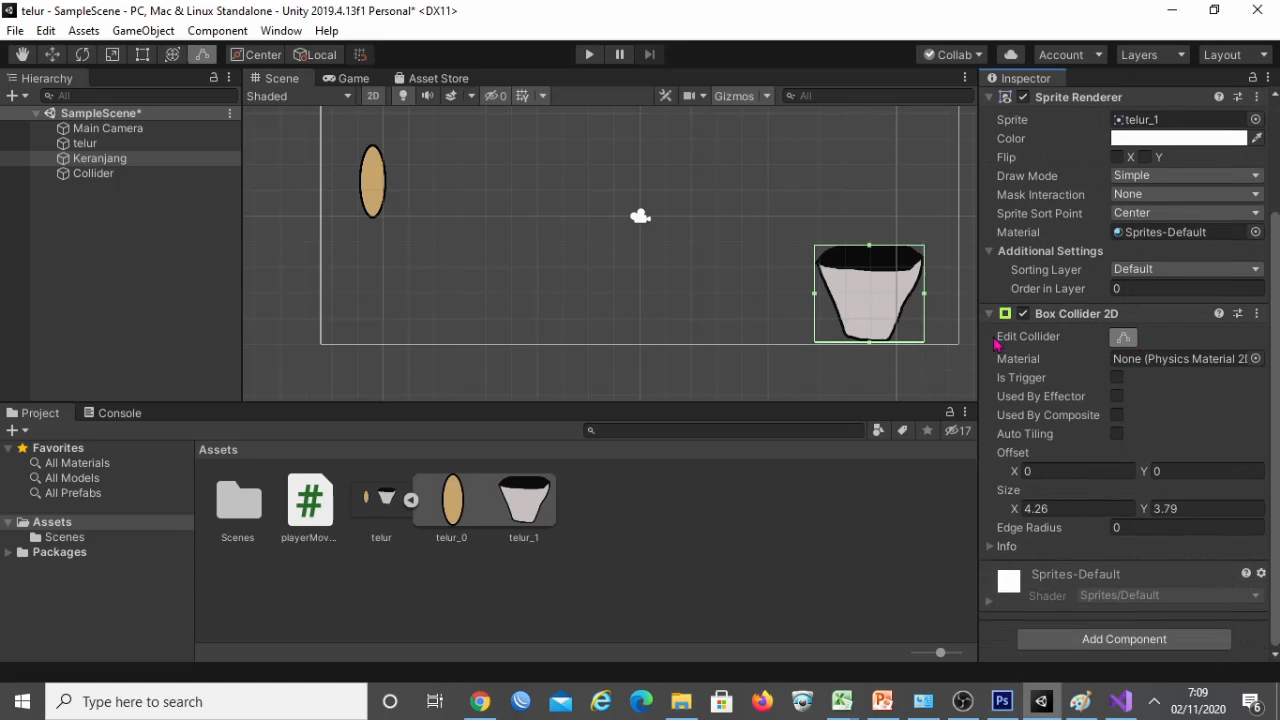 telur - SampleScene - PC, Mac & Linux Standalone - Unity 2019.4.13f1 Personal* <DX11>
File Edit Assets GameObject Component Window Help
Center Local Collab Account Layers Layout
Hierarchy Scene Game Asset Store Inspector
All Shaded 2D 0 Gizmos All
SampleScene*
Main Camera
telur
Keranjang
Collider
Sprite Renderer
Sprite telur_1
Color
Flip X Y
Draw Mode Simple
Mask Interaction None
Sprite Sort Point Center
Material Sprites-Default
Additional Settings
Sorting Layer Default
Order in Layer 0
Box Collider 2D
Edit Collider
Material None (Physics Material 2D
Is Trigger
Used By Effector
Used By Composite
Auto Tiling
Offset
X 0 Y 0
Size
X 4.26 Y 3.79
Edge Radius 0
Info
Sprites-Default
Shader Sprites/Default
Add Component
Project Console
17
Favorites
All Materials
All Models
All Prefabs
Assets
Scenes
Packages
Assets
#
Scenes playerMov... telur telur_0 telur_1
Type here to search
Ps
7:09
02/11/2020
6